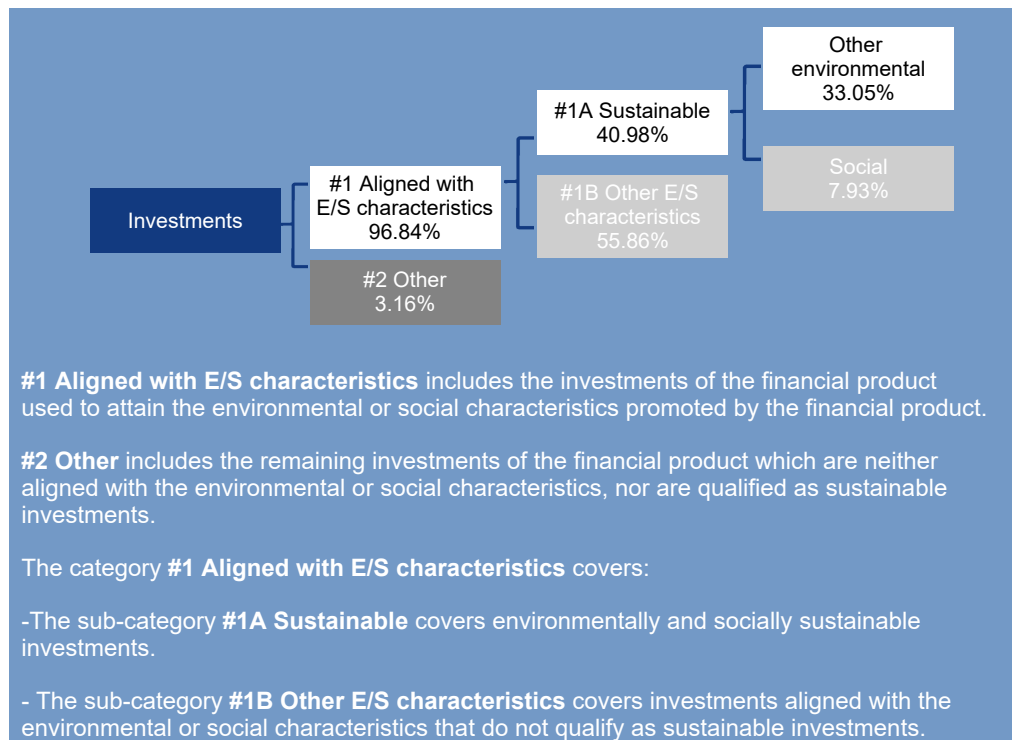 Other
environmental
33.05%
#1A Sustainable
40.98%
Social
7.93%
#1 Aligned with
E/S characteristics
96.84%
#1B Other E/S
characteristics
55.86%
Investments
#2 Other
3.16%
#1 Aligned with E/S characteristics includes the investments of the financial product
used to attain the environmental or social characteristics promoted by the financial product.
#2 Other includes the remaining investments of the financial product which are neither
aligned with the environmental or social characteristics, nor are qualified as sustainable
investments.
The category #1 Aligned with E/S characteristics covers:
-The sub-category #1A Sustainable covers environmentally and socially sustainable
investments.
- The sub-category #1B Other E/S characteristics covers investments aligned with the
environmental or social characteristics that do not qualify as sustainable investments.